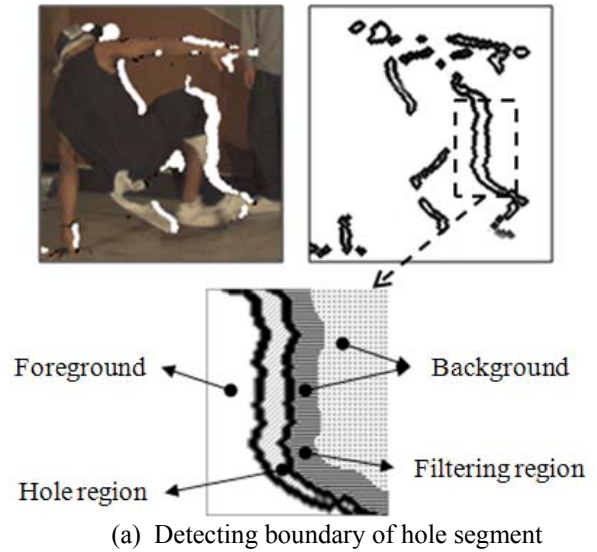 Foreground
Background
Filtering region
Hole region
(a) Detecting boundary of hole segment